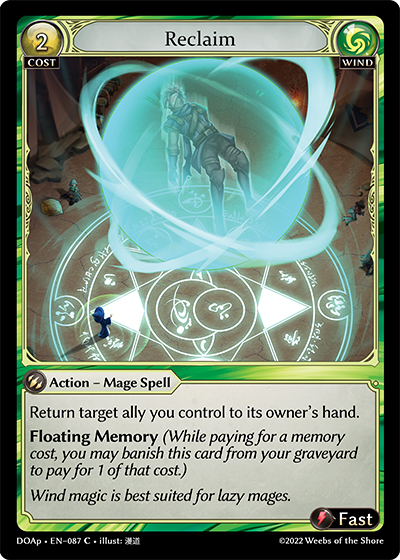 2
Reclaim
COST
WIND
Action – Mage Spell
Return target ally you control to its owner's hand.
Floating Memory (While paying for a memory
cost, you may banish this card from your graveyard
to pay for 1 of that cost.)
Wind magic is best suited for lazy mages.
DOAp • EN–087 C • illust: 漫道
©2022 Weebs of the Shore
Fast